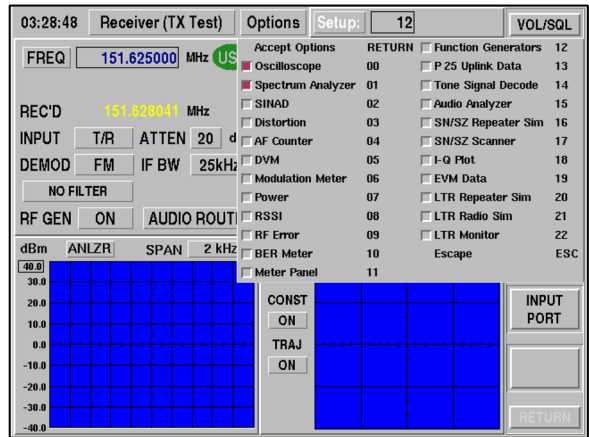 03:28:48 Receiver (TX Test) Options Setup: 12 VOL/SQL
FREQ 151.625000 MHz US
REC'D 151.628041 MHz
INPUT T/R ATTEN 20 d
DEMOD FM IF BW 25kHz
NO FILTER
RF GEN ON AUDIO ROUTI
Accept Options RETURN
Oscilloscope 00
Spectrum Analyzer 01
SINAD 02
Distortion 03
AF Counter 04
DVM 05
Modulation Meter 06
Power 07
RSSI 08
RF Error 09
BER Meter 10
Meter Panel 11
Function Generators 12
P 25 Uplink Data 13
Tone Signal Decode 14
Audio Analyzer 15
SN/SZ Repeater Sim 16
SN/SZ Scanner 17
I-Q Plot 18
EVM Data 19
LTR Repeater Sim 20
LTR Radio Sim 21
LTR Monitor 22
Escape ESC
dBm ANLZR SPAN 2 kHz
40.0
30.0
20.0
10.0
0.0
-10.0
-20.0
-30.0
-40.0
CONST
ON
TRAJ
ON
INPUT
PORT
RETURN